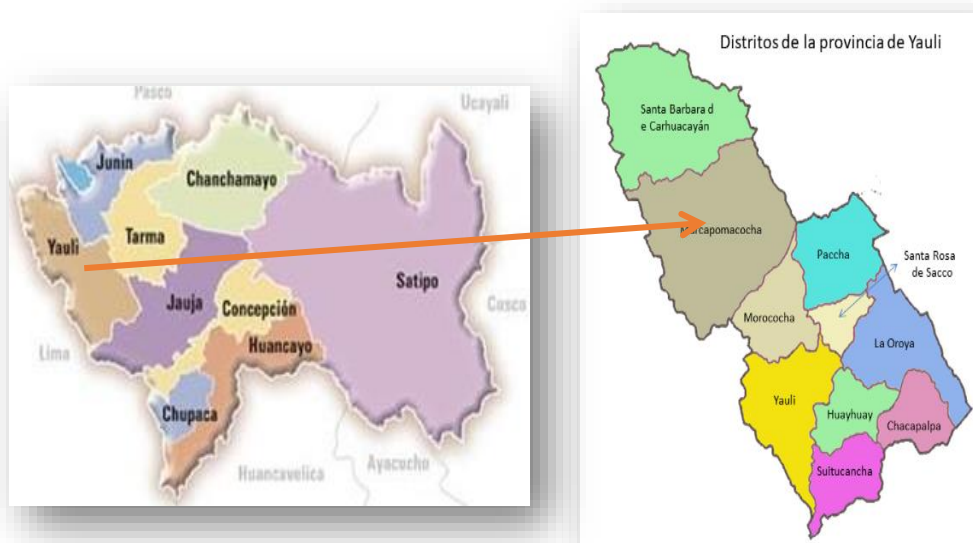 Pasco
Ucayali
Junín
Chanchamayo
Yauli
Tarma
Satipo
Jauja
Concepción
Cusco
Lima
Huancayo
Chupaca
Ayacucho
Huancavelica
Distritos de la provincia de Yauli
Santa Barbara d
e Carhuacayán
Marcapomacocha
Paccha
Santa Rosa
de Sacco
Morococha
La Oroya
Yauli
Huayhuay
Chacapalpa
Suitucancha